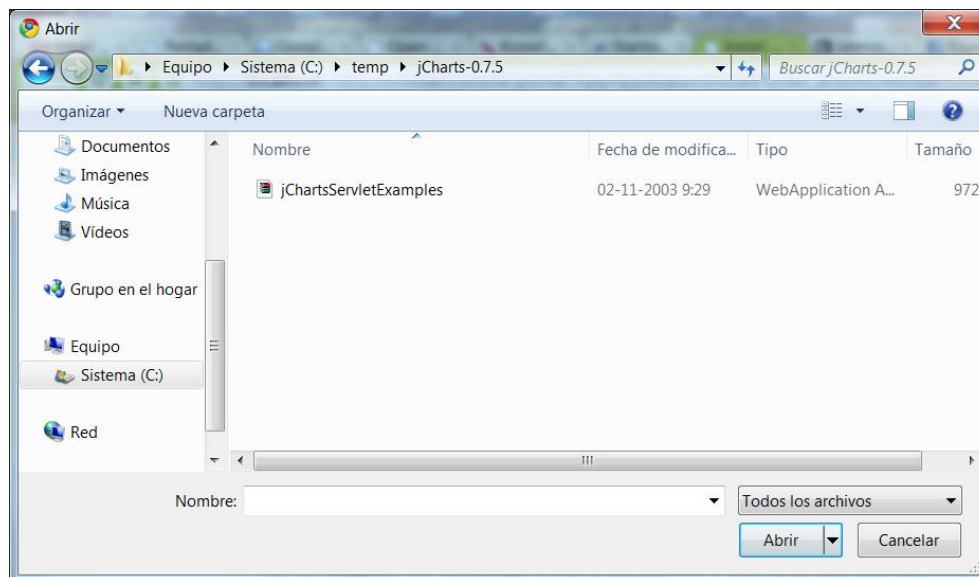 Abrir
Equipo Sistema (C:) temp jCharts-0.7.5 Buscar jCharts-0.7.5
Organizar Nueva carpeta
Documentos
Imágenes
Música
Vídeos
Grupo en el hogar
Equipo
Sistema (C:)
Red
Nombre Fecha de modifica... Tipo Tamaño
jChartsServletExamples 02-11-2003 9:29 WebApplication A... 972
Nombre: Todos los archivos
Abrir Cancelar